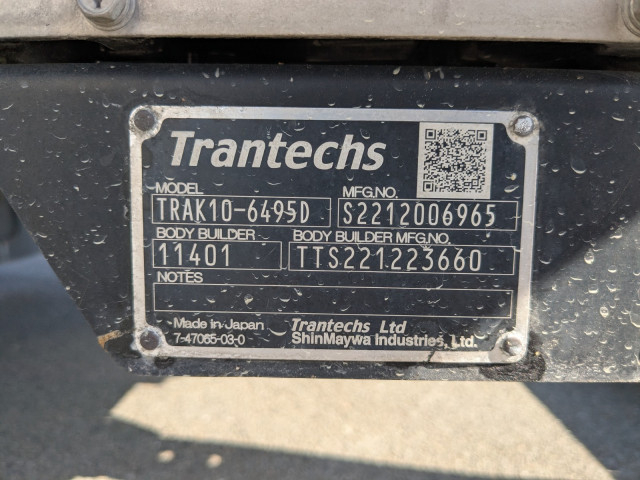 Trantechs
MODEL MFG.NO.
TRAK10-6495D S2212006965
BODY BUILDER BODY BUILDER MFG.NO.
11401 TTS221223660
NOTES
Made in Japan Trantechs Ltd
7-47065-03-0 ShinMaywa Industries, Ltd.